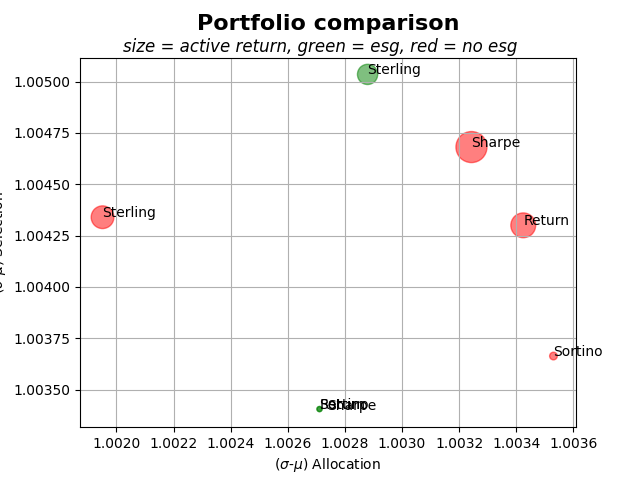 Portfolio comparison
size = active return, green = esg, red = no esg
1.00500
1.00475
1.00450
1.00425
1.00400
1.00375
1.00350
Sterling
Sharpe
Sterling
Return
Sortino
Sharpe
1.0020 1.0022 1.0024 1.0026 1.0028 1.0030 1.0032 1.0034 1.0036
(σ-μ) Allocation